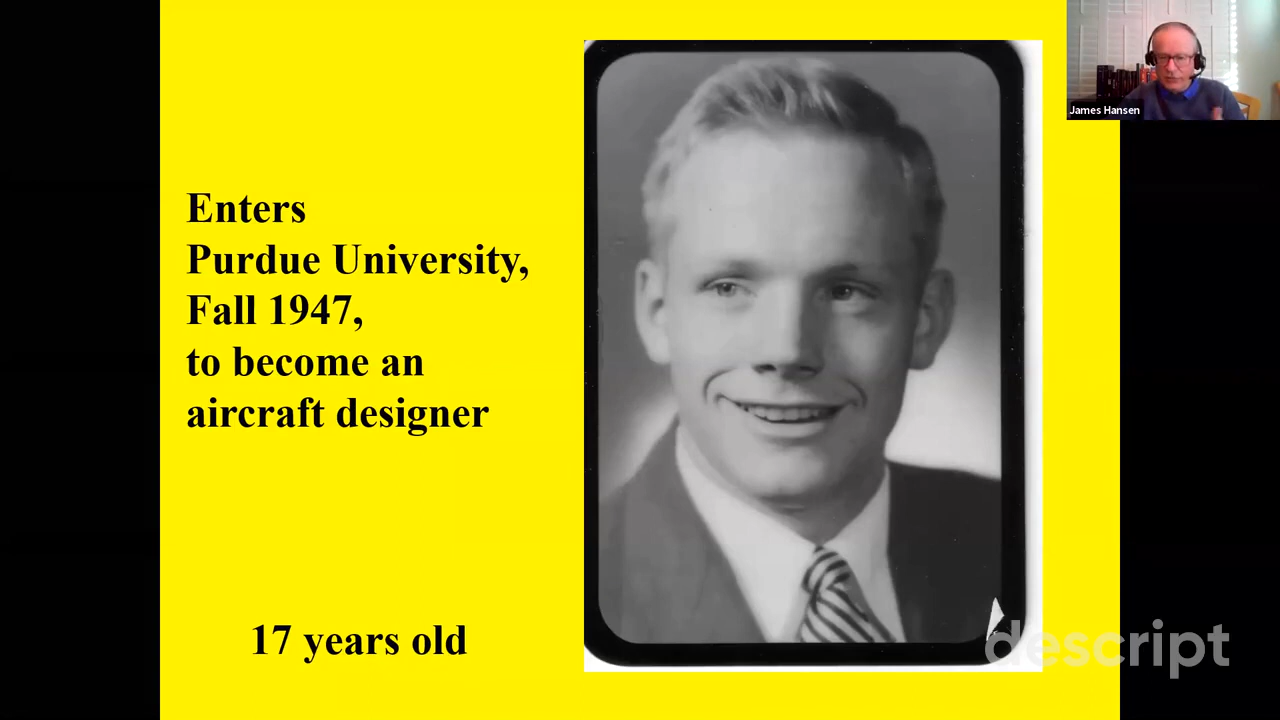 James Hansen
Enters
Purdue University,
Fall 1947,
to become an
aircraft designer
17 years old
descript